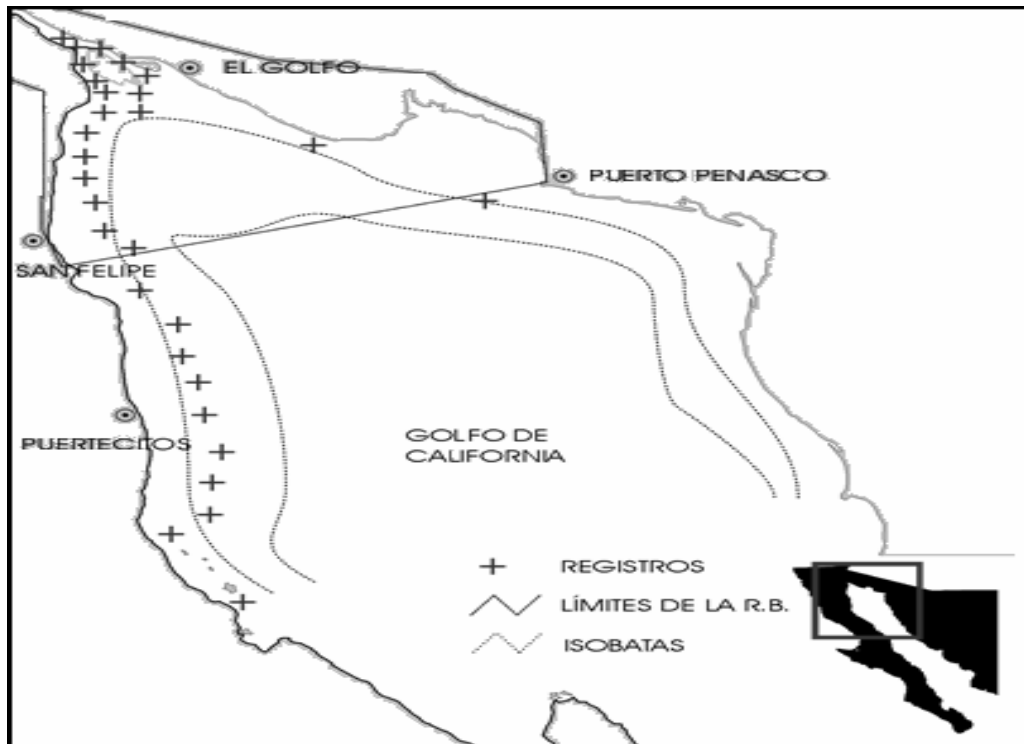 EL GOLFO
PUERTO PENASCO
SAN FELIPE
PUERTECITOS
GOLFO DE
CALIFORNIA
REGISTROS
LÍMITES DE LA R.B.
ISOBATAS